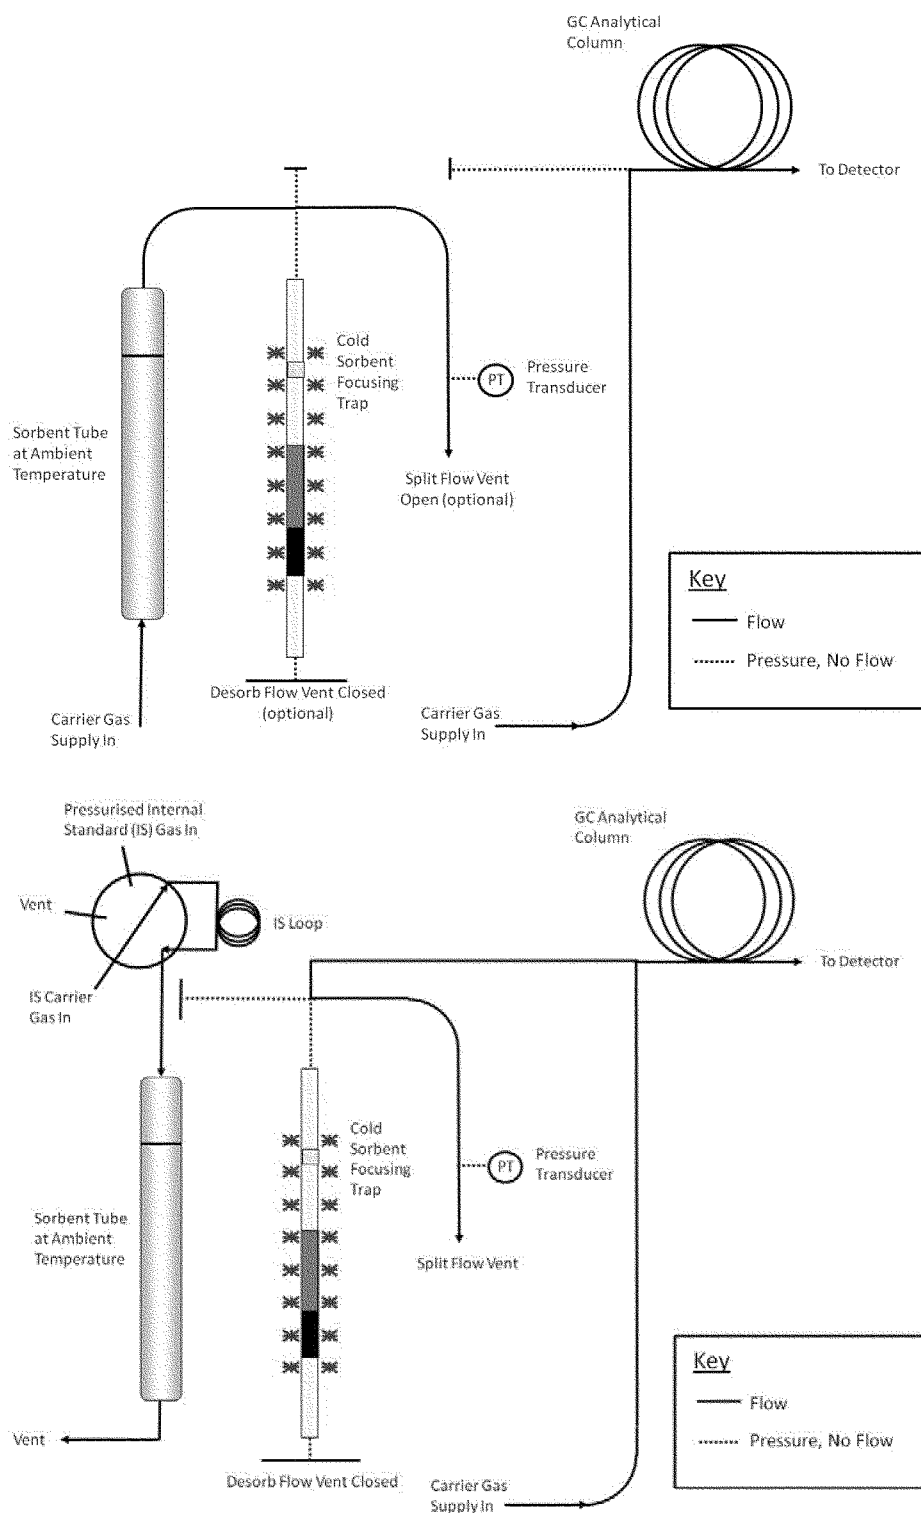 GC Analytical
Column
To Detector
Cold
Sorbent
Focusing
Trap
PT
Pressure
Transducer
Sorbent Tube
at Ambient
Temperature
Split Flow Vent
Open (optional)
Key
Flow
Pressure, No Flow
Desorb Flow Vent Closed
(optional)
Carrier Gas
Supply In
Carrier Gas
Supply In
Pressurised Internal
Standard (IS) Gas In
GC Analytical
Column
Vent
IS Loop
To Detector
IS Carrier
Gas In
Cold
Sorbent
Focusing
Trap
PT
Pressure
Transducer
Sorbent Tube
at Ambient
Temperature
Split Flow Vent
Key
Flow
Pressure, No Flow
Vent
Desorb Flow Vent Closed
Carrier Gas
Supply In